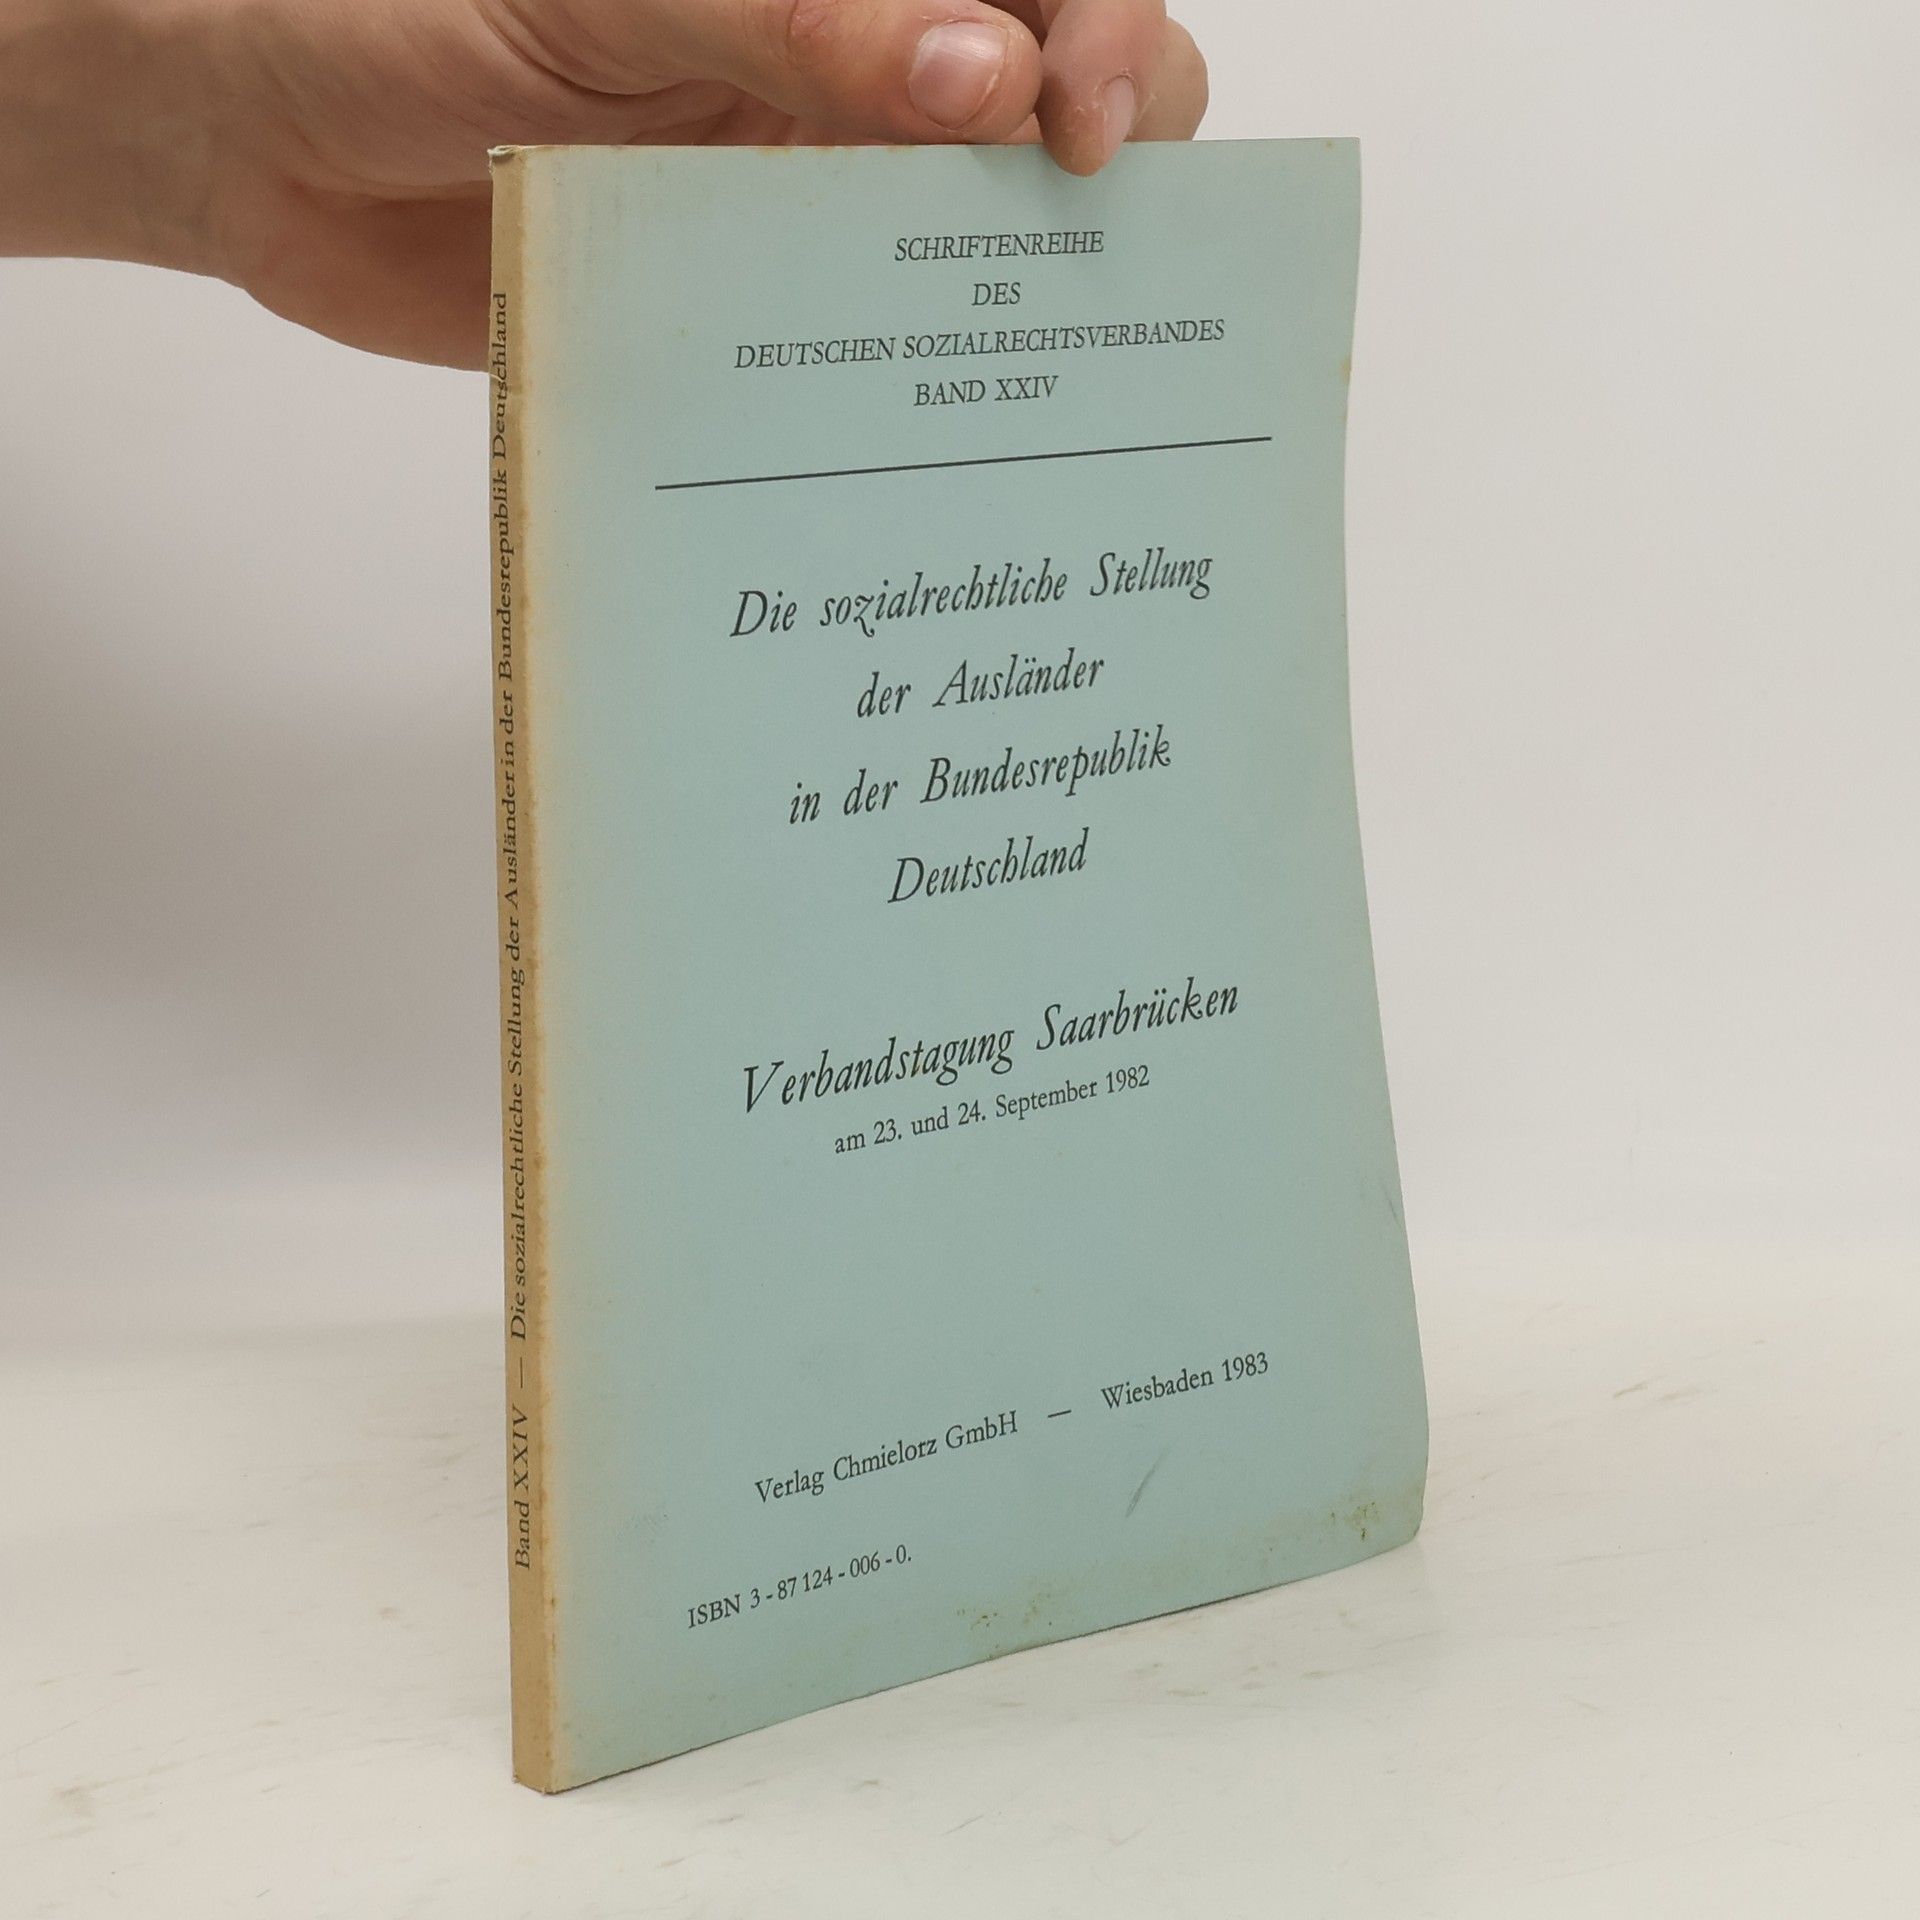 SCHRIFTENREIHE
DES
DEUTSCHEN SOZIALRECHTSVERBANDES
BAND XXIV
Die sozialrechtliche Stellung
der Ausländer
in der Bundesrepublik
Deutschland
Verbandstagung Saarbrücken
am 23. und 24. September 1982
Verlag Chmielorz GmbH — Wiesbaden 1983
ISBN 3-87124-006-0.
Band XXIV — Die sozialrechtliche Stellung der Ausländer in der Bundesrepublik Deutschland